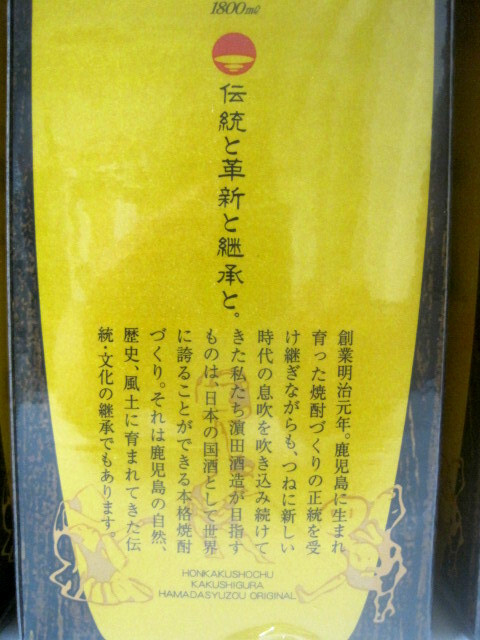 1800㎖
伝統と革新と継承と。
創業明治元年。鹿児島に生まれ
育った焼酎づくりの正統を受
け継ぎながらも、つねに新しい
時代の息吹を吹き込み続けて
きた私たち濵田酒造が目指す
ものは、日本の国酒として世界
に誇ることができる本格焼酎
づくり。それは鹿児島の自然、
歴史、風土に育まれてきた伝
統・文化の継承でもあります。
HONKAKUSHOCHU
KAKUSHIGURA
HAMADASYUZOU ORIGINAL